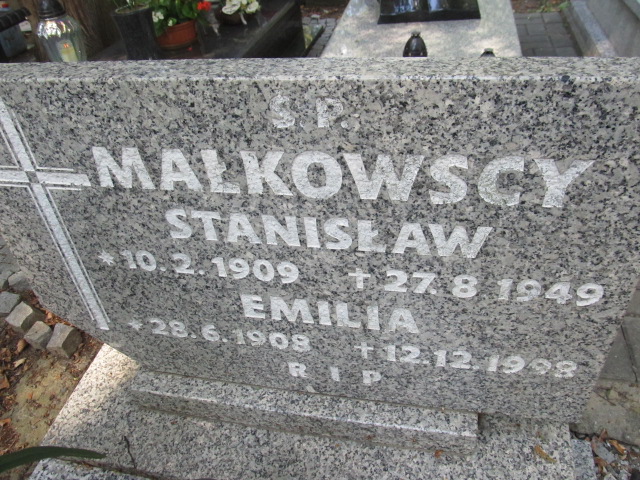 Ś.P.
MAŁKOWSCY
STANISŁAW
*10.2.1909 +27.8 1949
EMILIA
*28.6.1908 +12.12.1998
R I P